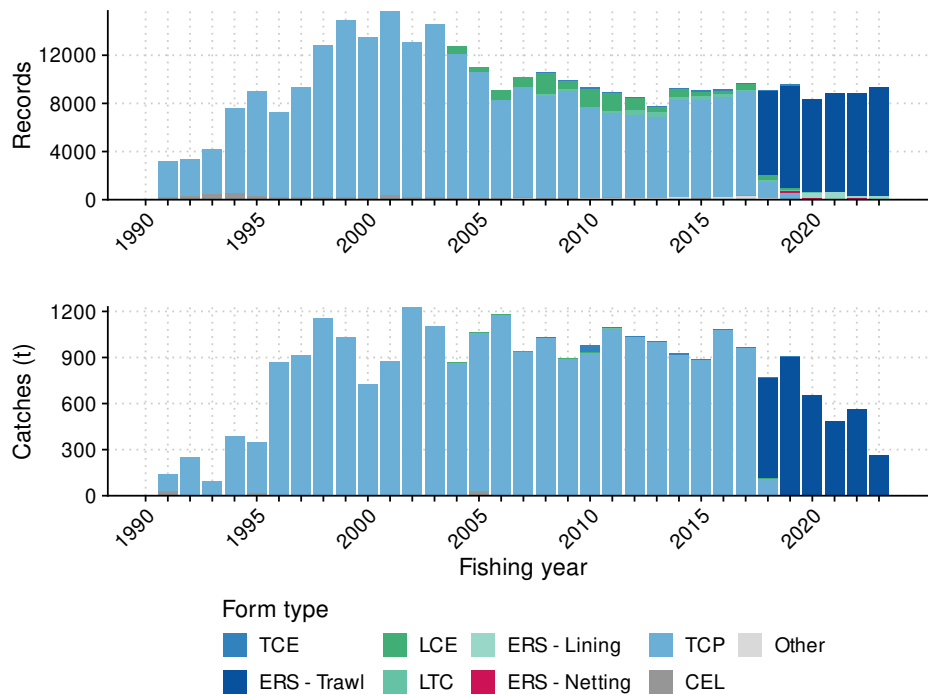 Records
12000
8000
4000
0
1990 1995 2000 2005 2010 2015 2020
Catches (t)
1200
900
600
300
0
1990 1995 2000 2005 2010 2015 2020
Fishing year
Form type
TCE LCE ERS - Lining TCP Other
ERS - Trawl LTC ERS - Netting CEL